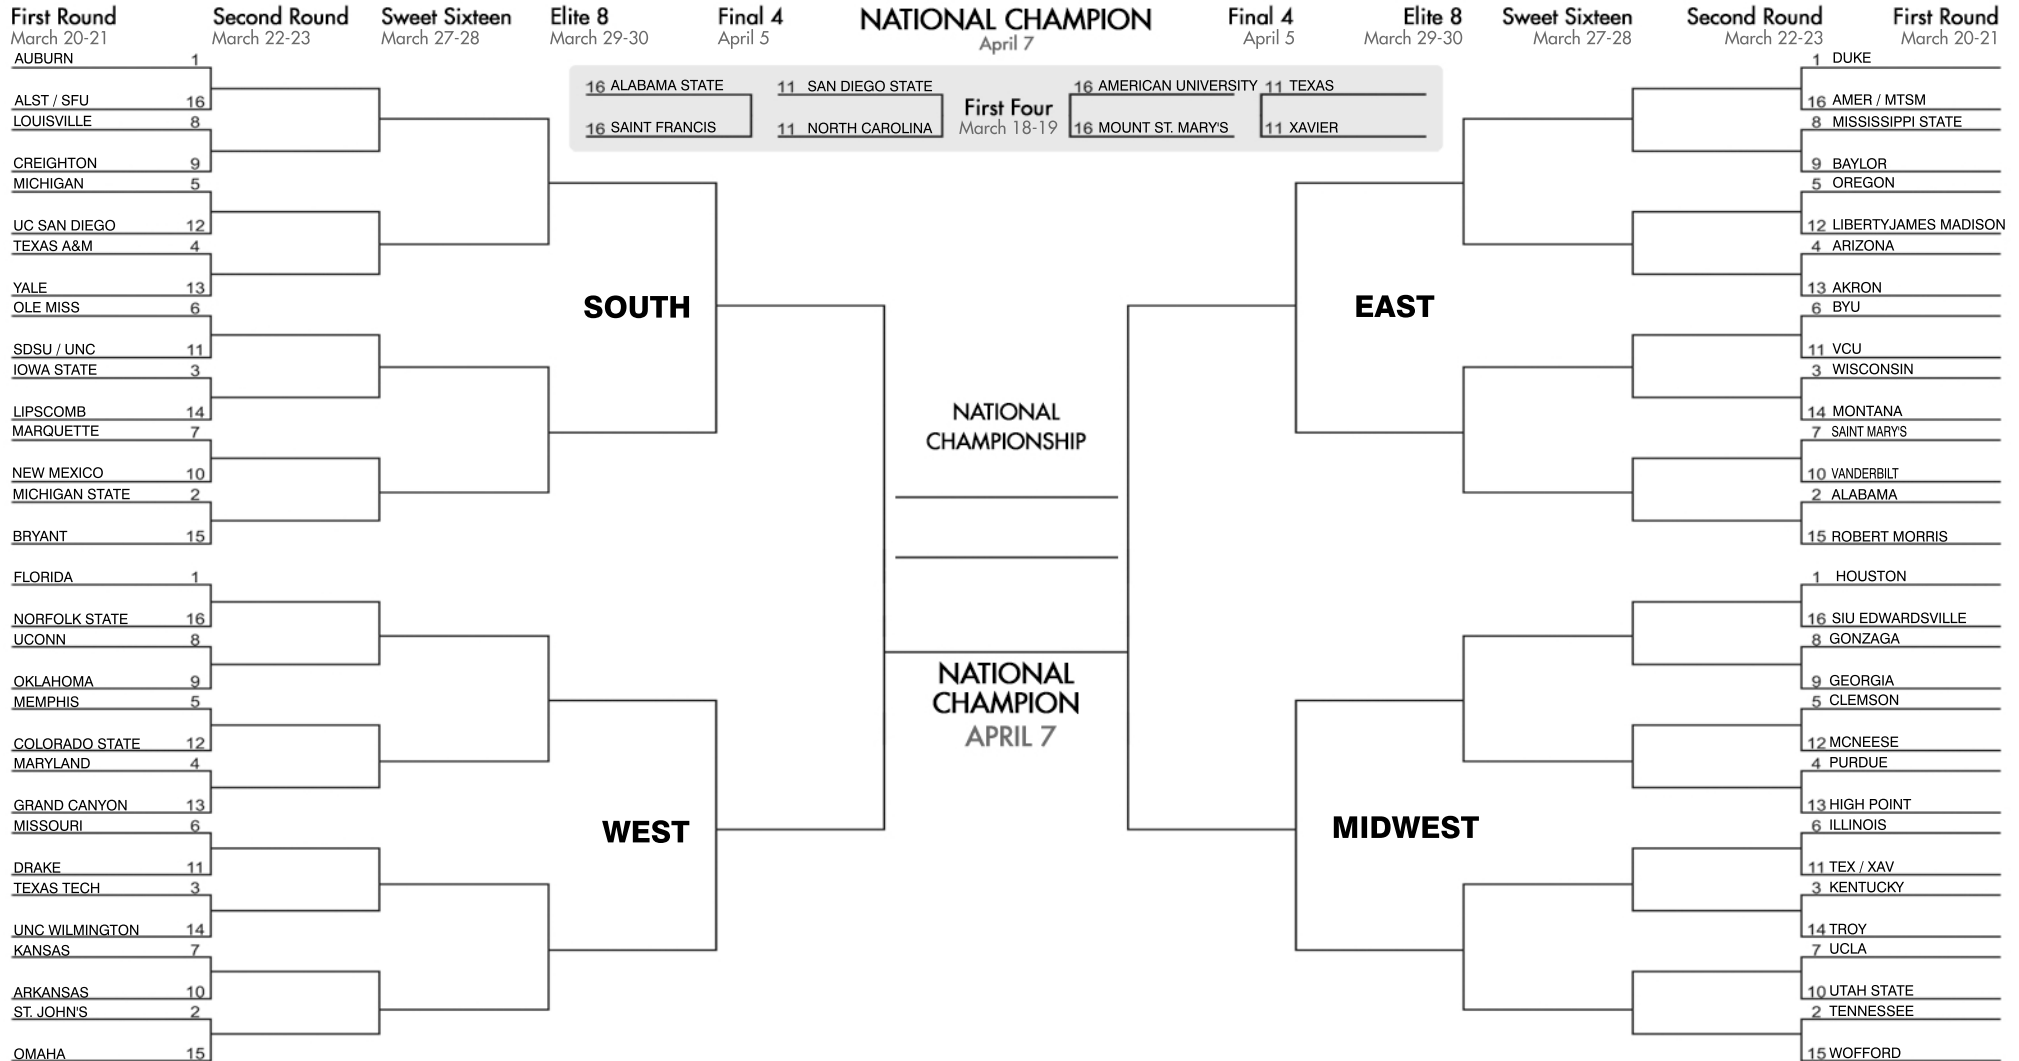 First Round
March 20-21
Second Round
March 22-23
Sweet Sixteen
March 27-28
Elite 8
March 29-30
Final 4
April 5
NATIONAL CHAMPION
April 7
Final 4
April 5
Elite 8
March 29-30
Sweet Sixteen
March 27-28
Second Round
March 22-23
First Round
March 20-21
16 ALABAMA STATE
16 SAINT FRANCIS
11 SAN DIEGO STATE
11 NORTH CAROLINA
First Four
March 18-19
16 AMERICAN UNIVERSITY
16 MOUNT ST. MARY'S
11 TEXAS
11 XAVIER
AUBURN 1
ALST / SFU 16
LOUISVILLE 8
CREIGHTON 9
MICHIGAN 5
UC SAN DIEGO 12
TEXAS A&M 4
YALE 13
OLE MISS 6
SDSU / UNC 11
IOWA STATE 3
LIPSCOMB 14
MARQUETTE 7
NEW MEXICO 10
MICHIGAN STATE 2
BRYANT 15
SOUTH
FLORIDA 1
NORFOLK STATE 16
UCONN 8
OKLAHOMA 9
MEMPHIS 5
COLORADO STATE 12
MARYLAND 4
GRAND CANYON 13
MISSOURI 6
DRAKE 11
TEXAS TECH 3
UNC WILMINGTON 14
KANSAS 7
ARKANSAS 10
ST. JOHN'S 2
OMAHA 15
WEST
NATIONAL
CHAMPIONSHIP
NATIONAL
CHAMPION
APRIL 7
EAST
1 DUKE
16 AMER / MTSM
8 MISSISSIPPI STATE
9 BAYLOR
5 OREGON
12 LIBERTYJAMES MADISON
4 ARIZONA
13 AKRON
6 BYU
11 VCU
3 WISCONSIN
14 MONTANA
7 SAINT MARY'S
10 VANDERBILT
2 ALABAMA
15 ROBERT MORRIS
MIDWEST
1 HOUSTON
16 SIU EDWARDSVILLE
8 GONZAGA
9 GEORGIA
5 CLEMSON
12 MCNEESE
4 PURDUE
13 HIGH POINT
6 ILLINOIS
11 TEX / XAV
3 KENTUCKY
14 TROY
7 UCLA
10 UTAH STATE
2 TENNESSEE
15 WOFFORD